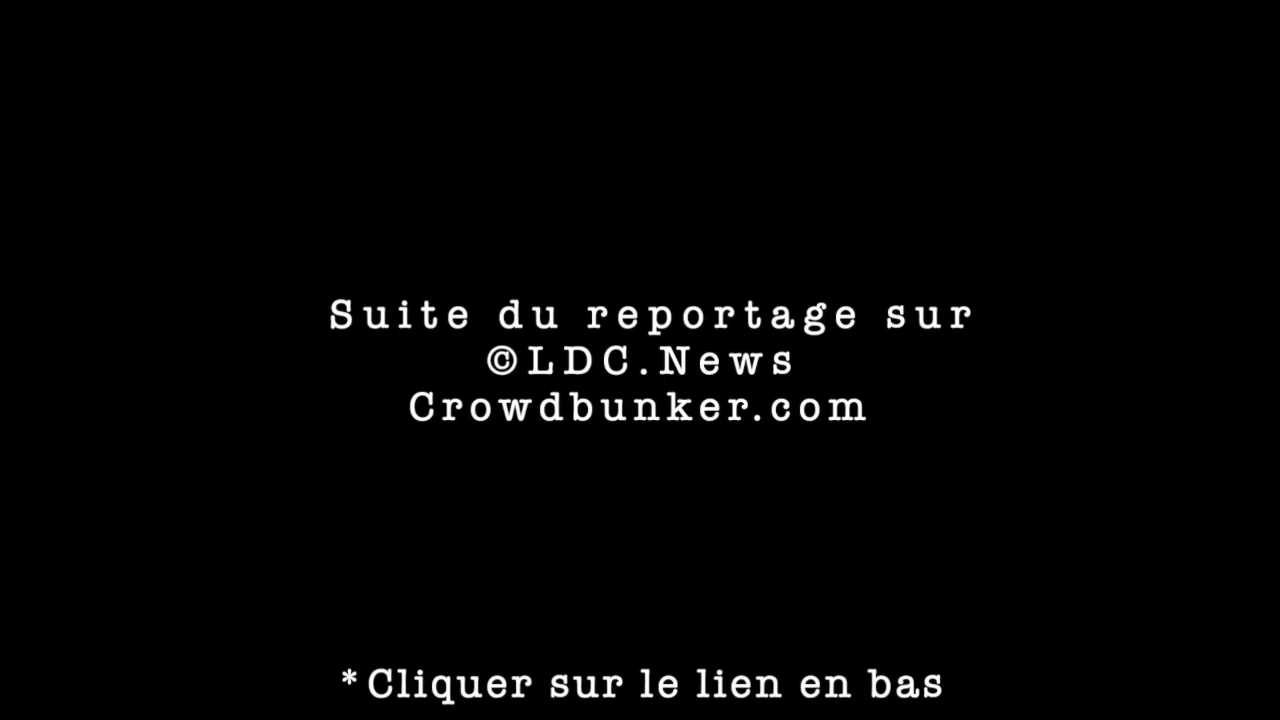 Suite du reportage sur
©LDC.News
Crowdbunker.com
*Cliquer sur le lien en bas